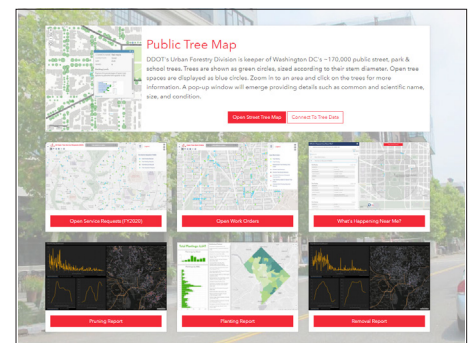 Public Tree Map
DDOT's Urban Forestry Division is keeper of Washington DC's ~170,000 public street, park &
school trees. Trees are shown as green circles, sized according to their stem diameter. Open tree
spaces are displayed as blue circles. Zoom in to an area and click on the trees for more
information. A pop-up window will emerge providing details such as common and scientific name,
size, and condition.
Open Street Tree Map
Connect To Tree Data
Open Service Requests (FY2020)
Open Work Orders
What's Happening Near Me?
Pruning Report
Planting Report
Removal Report